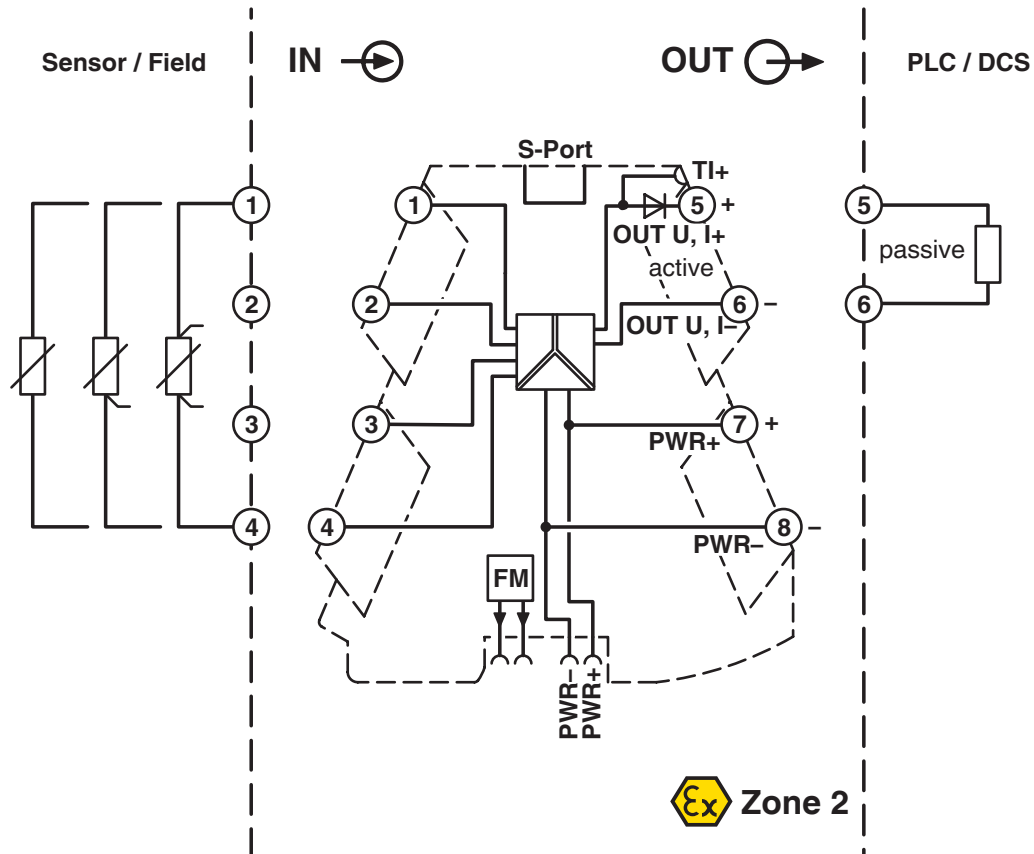 Sensor / Field
IN
OUT
PLC / DCS
S-Port
TI+
1
1
5
+
5
OUT U, I+
passive
active
2
2
6
–
6
OUT U, I–
3
3
7
+
PWR+
4
4
8
–
PWR–
FM
PWR–
PWR+
Ex
Zone 2